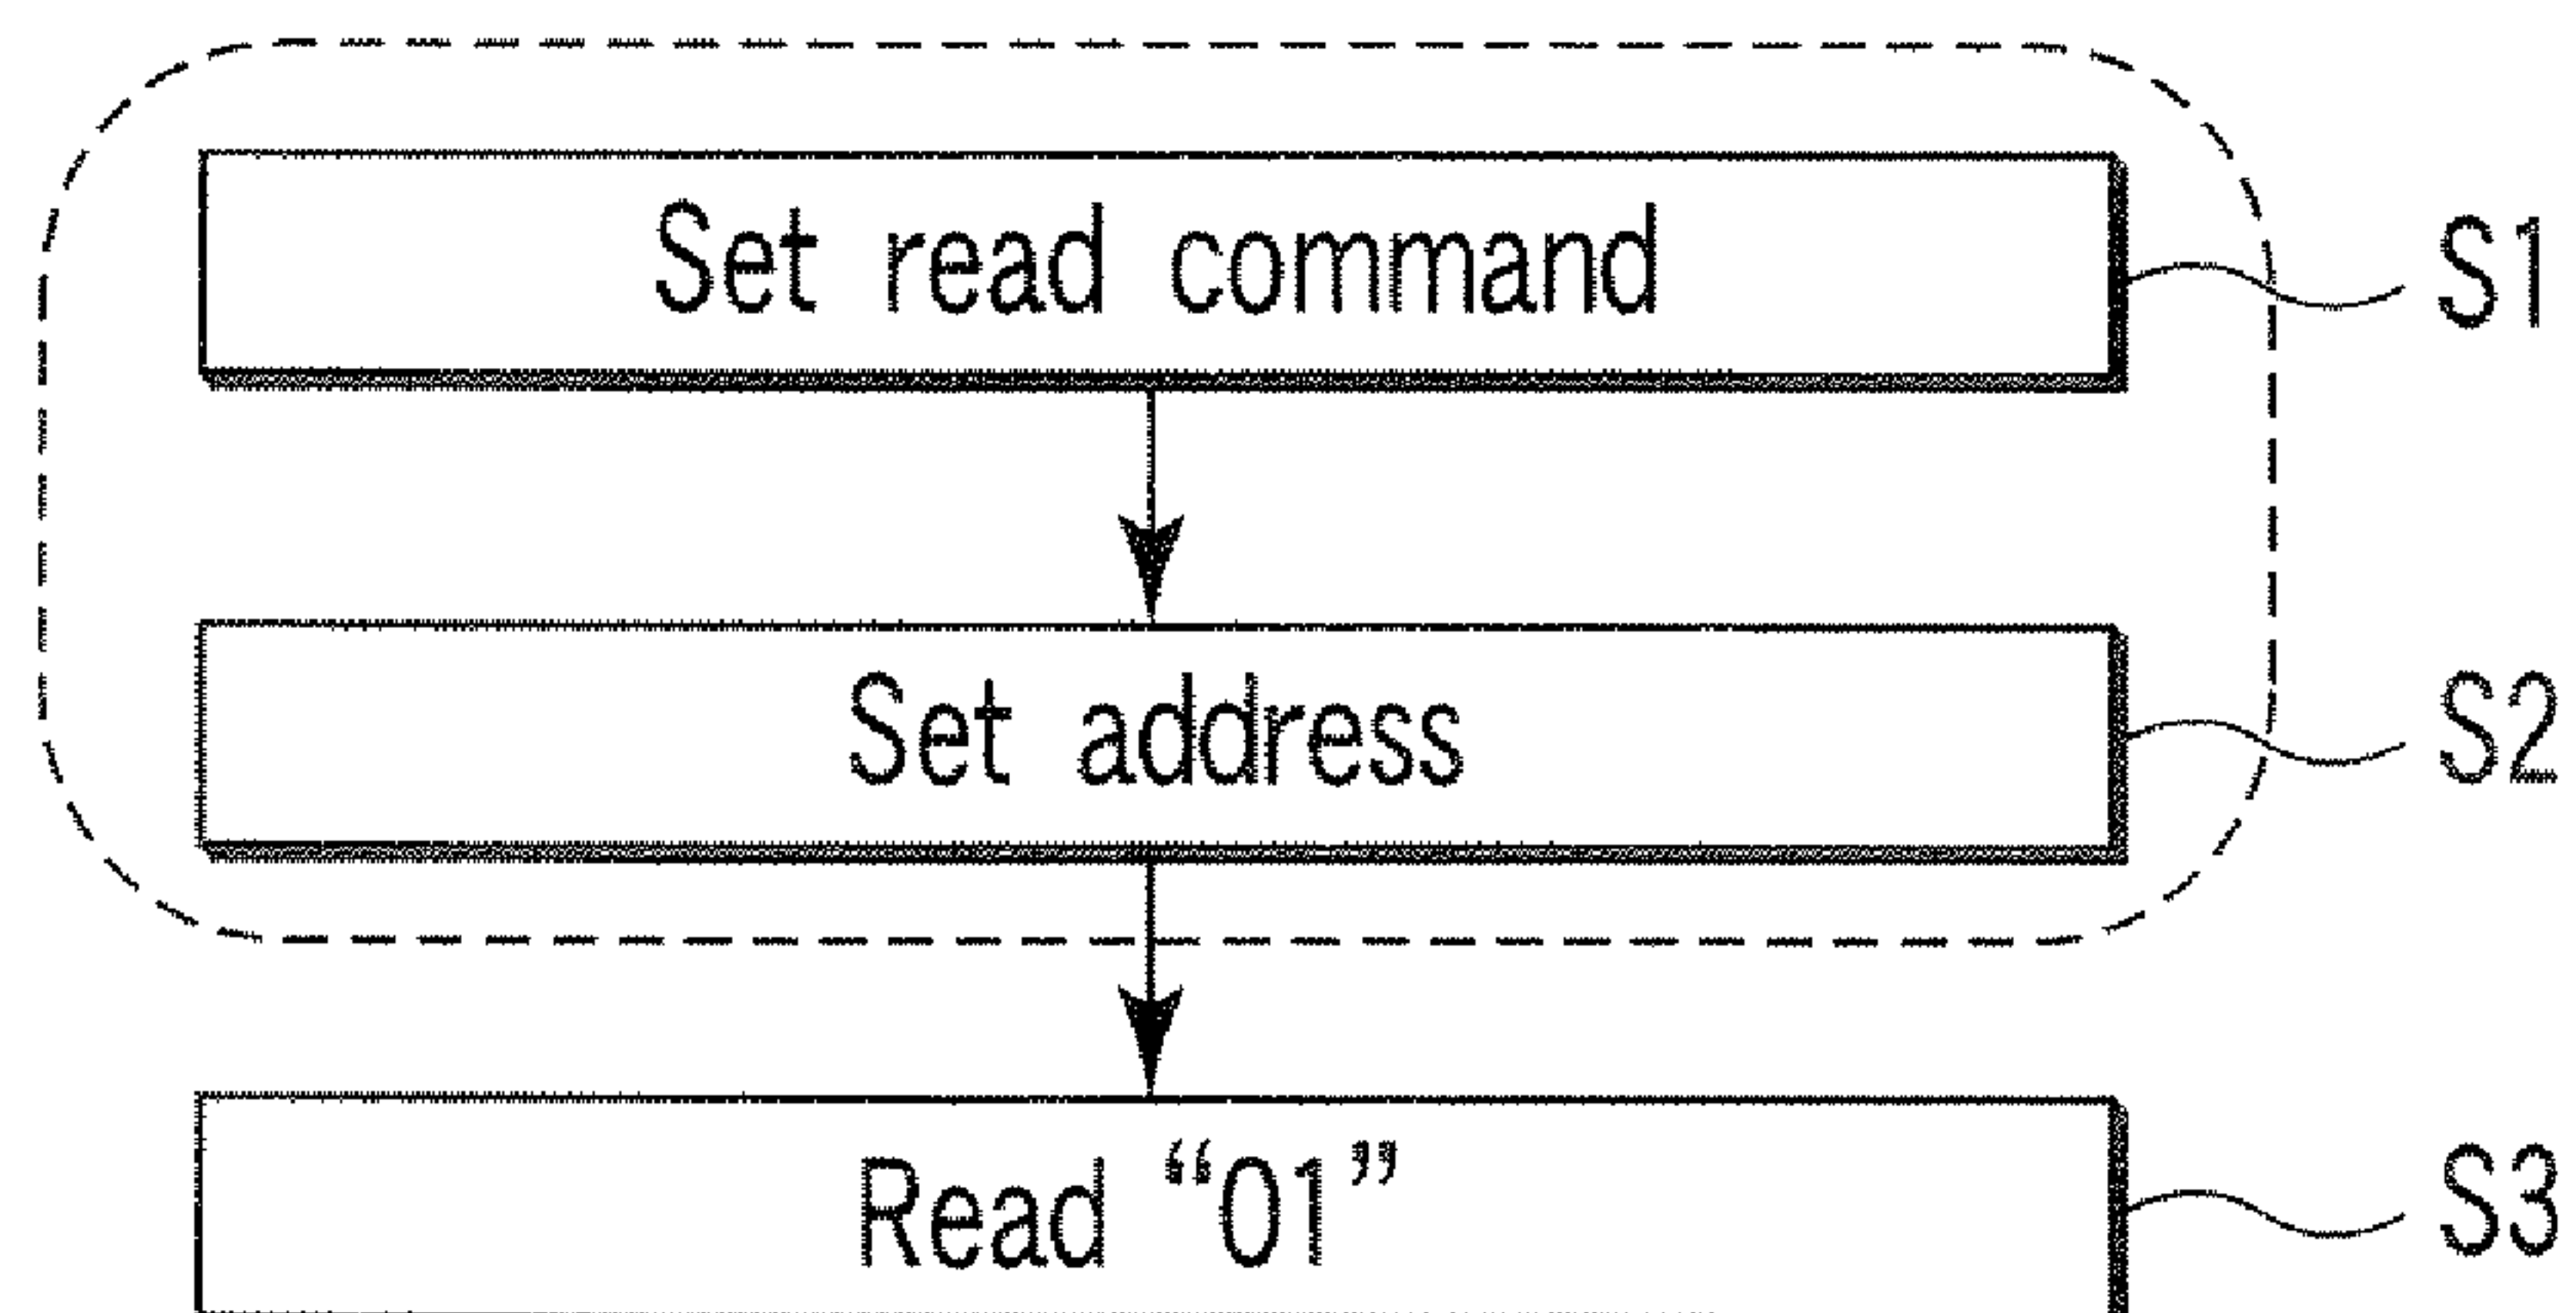 Set read command S1
Set address S2
Read “01” S3